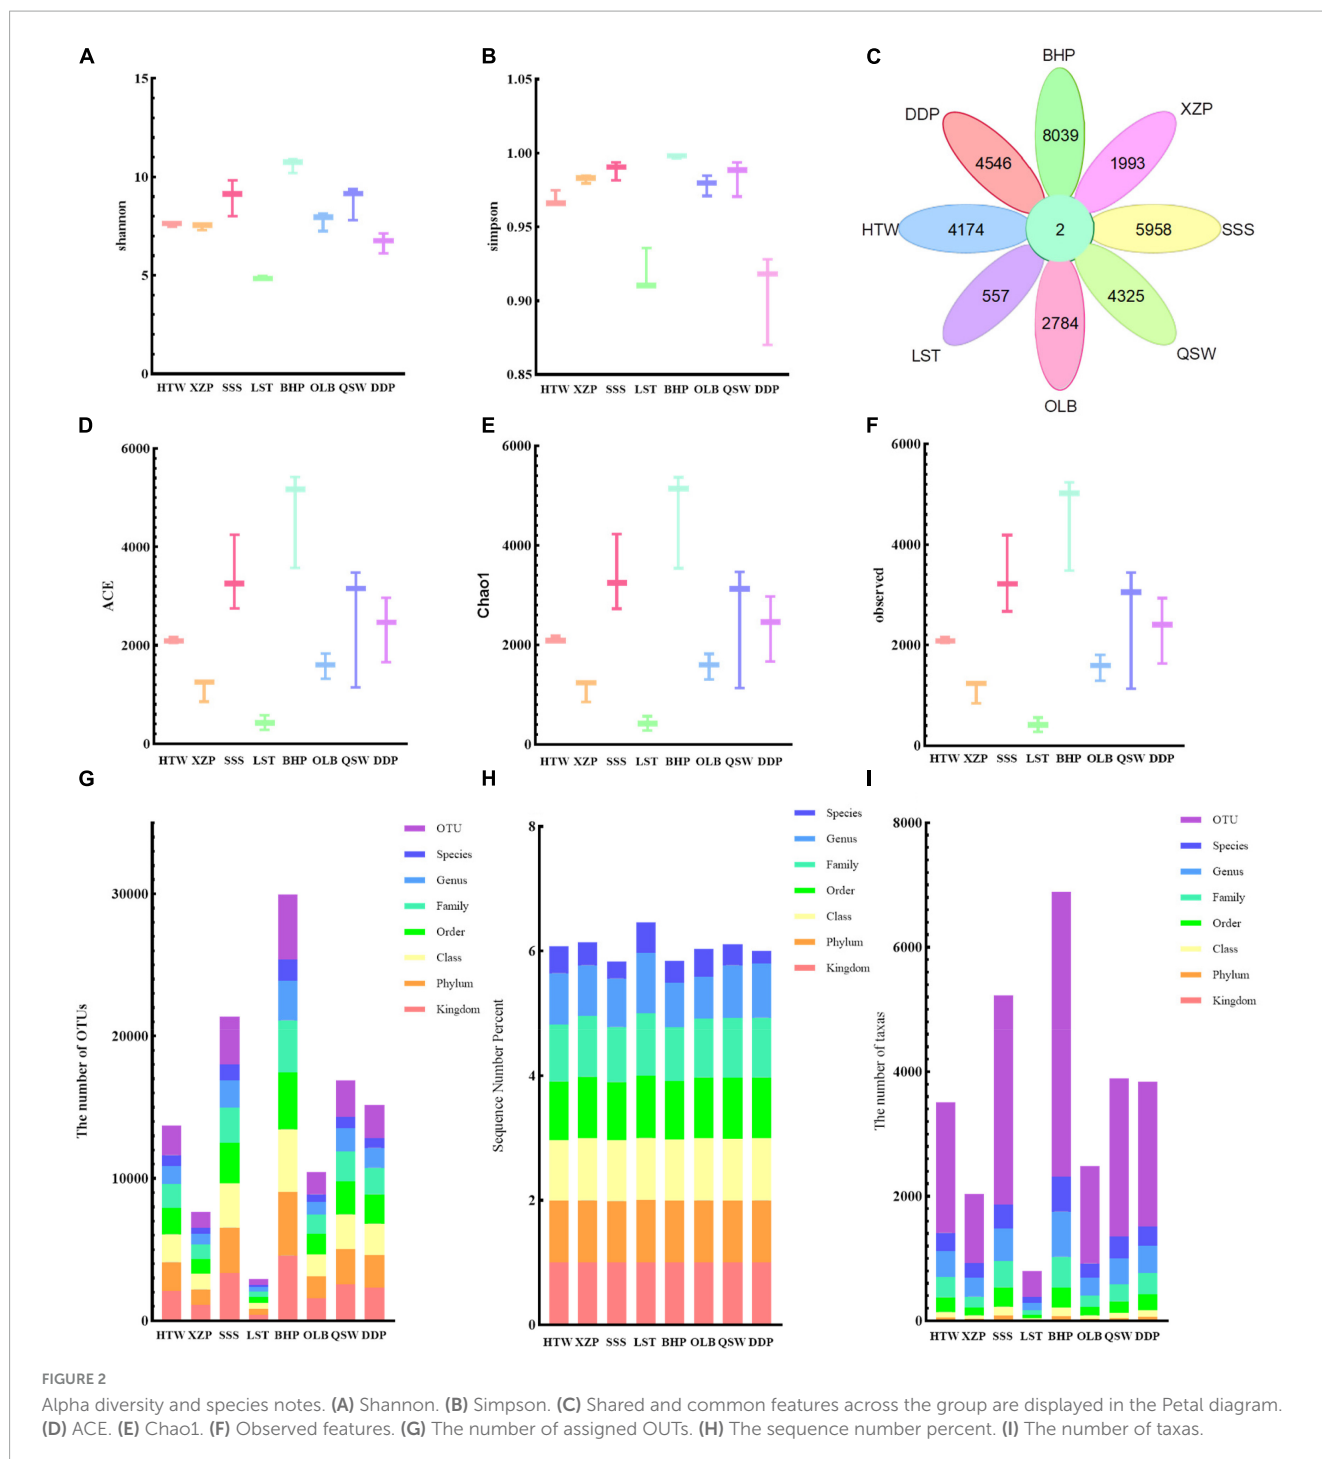 A
15
10
5
0
shannon
HTW XZP SSS LST BHP OLB QSW DDP
B
1.05
1.00
0.95
0.90
0.85
simpson
HTW XZP SSS LST BHP OLB QSW DDP
C
BHP
DDP
XZP
8039
4546
1993
HTW
4174
2
5958
SSS
557
4325
2784
LST
QSW
OLB
D
6000
4000
2000
0
ACE
HTW XZP SSS LST BHP OLB QSW DDP
E
6000
4000
2000
0
Chao1
HTW XZP SSS LST BHP OLB QSW DDP
F
6000
4000
2000
0
observed
HTW XZP SSS LST BHP OLB QSW DDP
G
30000
20000
10000
0
The number of OTUs
OTU
Species
Genus
Family
Order
Class
Phylum
Kingdom
HTW XZP SSS LST BHP OLB QSW DDP
H
8
6
4
2
0
Sequence Number Percent
Species
Genus
Family
Order
Class
Phylum
Kingdom
HTW XZP SSS LST BHP OLB QSW DDP
I
8000
6000
4000
2000
0
The number of taxas
OTU
Species
Genus
Family
Order
Class
Phylum
Kingdom
HTW XZP SSS LST BHP OLB QSW DDP
FIGURE 2
Alpha diversity and species notes. (A) Shannon. (B) Simpson. (C) Shared and common features across the group are displayed in the Petal diagram.
(D) ACE. (E) Chao1. (F) Observed features. (G) The number of assigned OUTs. (H) The sequence number percent. (I) The number of taxas.